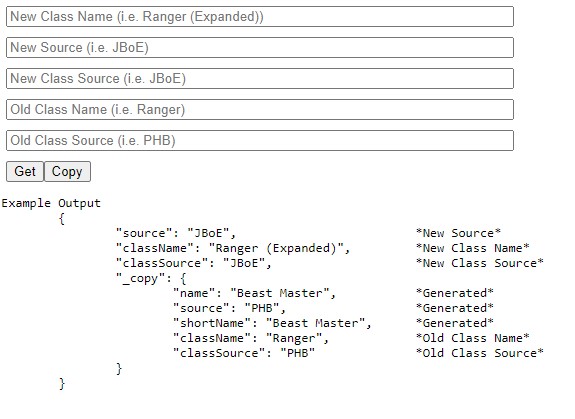 New Class Name (i.e. Ranger (Expanded))
New Source (i.e. JBoE)
New Class Source (i.e. JBoE)
Old Class Name (i.e. Ranger)
Old Class Source (i.e. PHB)
Get Copy
Example Output
{
"source": "JBoE", *New Source*
"className": "Ranger (Expanded)", *New Class Name*
"classSource": "JBoE", *New Class Source*
"_copy": {
"name": "Beast Master", *Generated*
"source": "PHB", *Generated*
"shortName": "Beast Master", *Generated*
"className": "Ranger", *Old Class Name*
"classSource": "PHB" *Old Class Source*
}
}